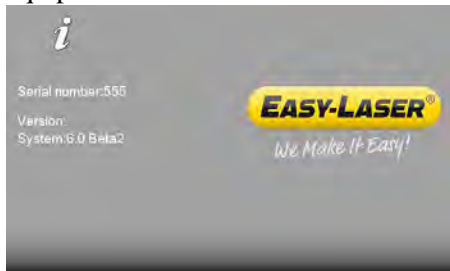 i
Serial number:555
Version:
System:6.0 Beta2
EASY-LASER®
We Make It Easy!